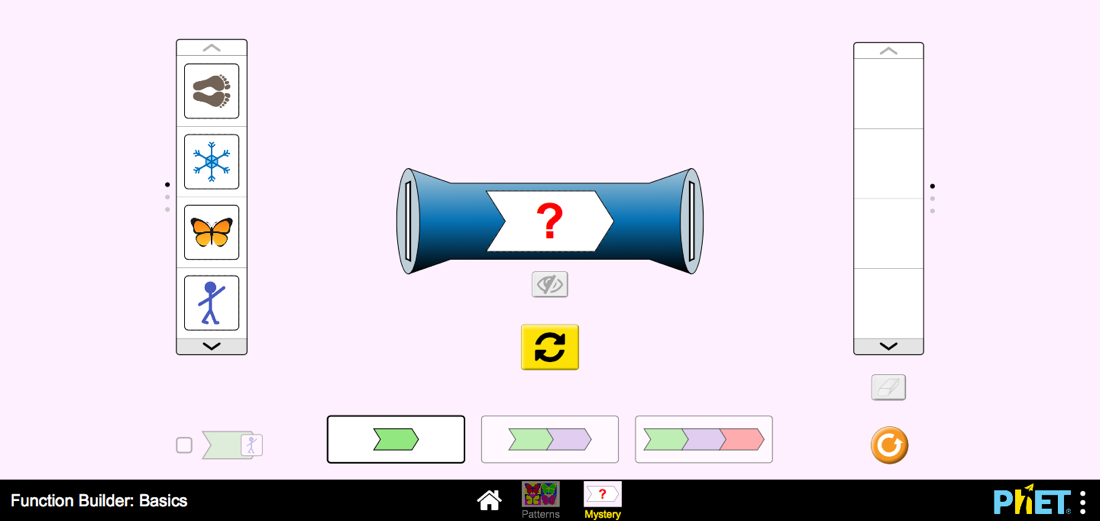 ?
Function Builder: Basics
Patterns
?
Mystery
PhET